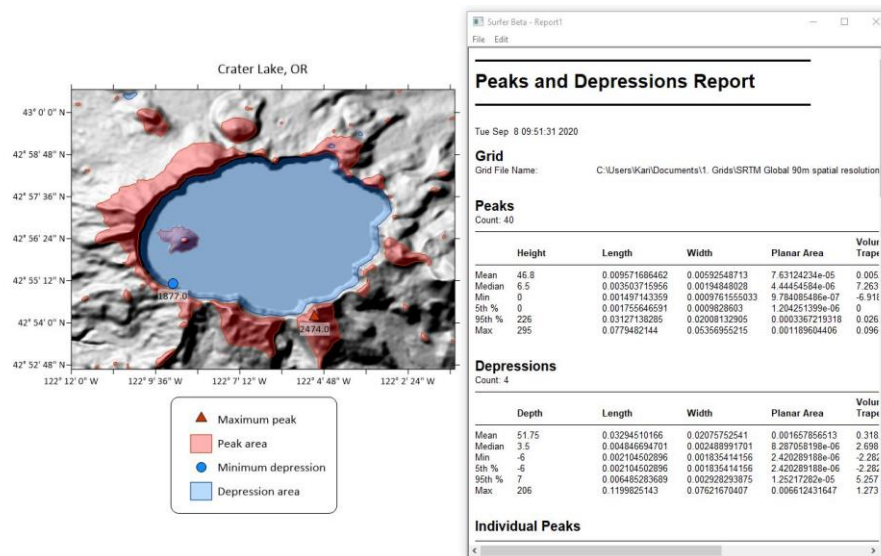 Crater Lake, OR
43° 0' 0" N
42° 58' 48" N
42° 57' 36" N
42° 56' 24" N
42° 55' 12" N
42° 54' 0" N
42° 52' 48" N
1877.0
2474.0
122° 12' 0" W 122° 9' 36" W 122° 7' 12" W 122° 4' 48" W 122° 2' 24" W
Maximum peak
Peak area
Minimum depression
Depression area
Surfer Beta - Report1
File Edit
Peaks and Depressions Report
Tue Sep 8 09:51:31 2020
Grid
Grid File Name: C:\Users\Kari\Documents\1. Grids\SRTM Global 90m spatial resolution
Peaks
Count: 40
Height Length Width Planar Area
Mean 46.8 0.009571686462 0.00592548713 7.63124234e-05 0.005
Median 6.5 0.003503715956 0.00194848028 4.44454584e-06 7.263
Min 0 0.001497143359 0.0009761555033 9.784085486e-07 -6.918
5th % 0 0.001755646591 0.0009828603 1.204251399e-06 0
95th % 226 0.03127138285 0.02008132905 0.0003367219318 0.026
Max 295 0.0779482144 0.05356955215 0.001189604406 0.096
Depressions
Count: 4
Depth Length Width Planar Area
Mean 51.75 0.03294510166 0.02075752541 0.001657856513 0.318
Median 3.5 0.004846694701 0.002488991701 8.287058198e-06 2.698
Min -6 0.002104502896 0.001835414156 2.420289188e-06 -2.282
5th % -6 0.002104502896 0.001835414156 2.420289188e-06 -2.282
95th % 7 0.006485283689 0.002928293875 1.25217282e-05 5.257
Max 206 0.1199825143 0.07621670407 0.006612431647 1.273
Individual Peaks